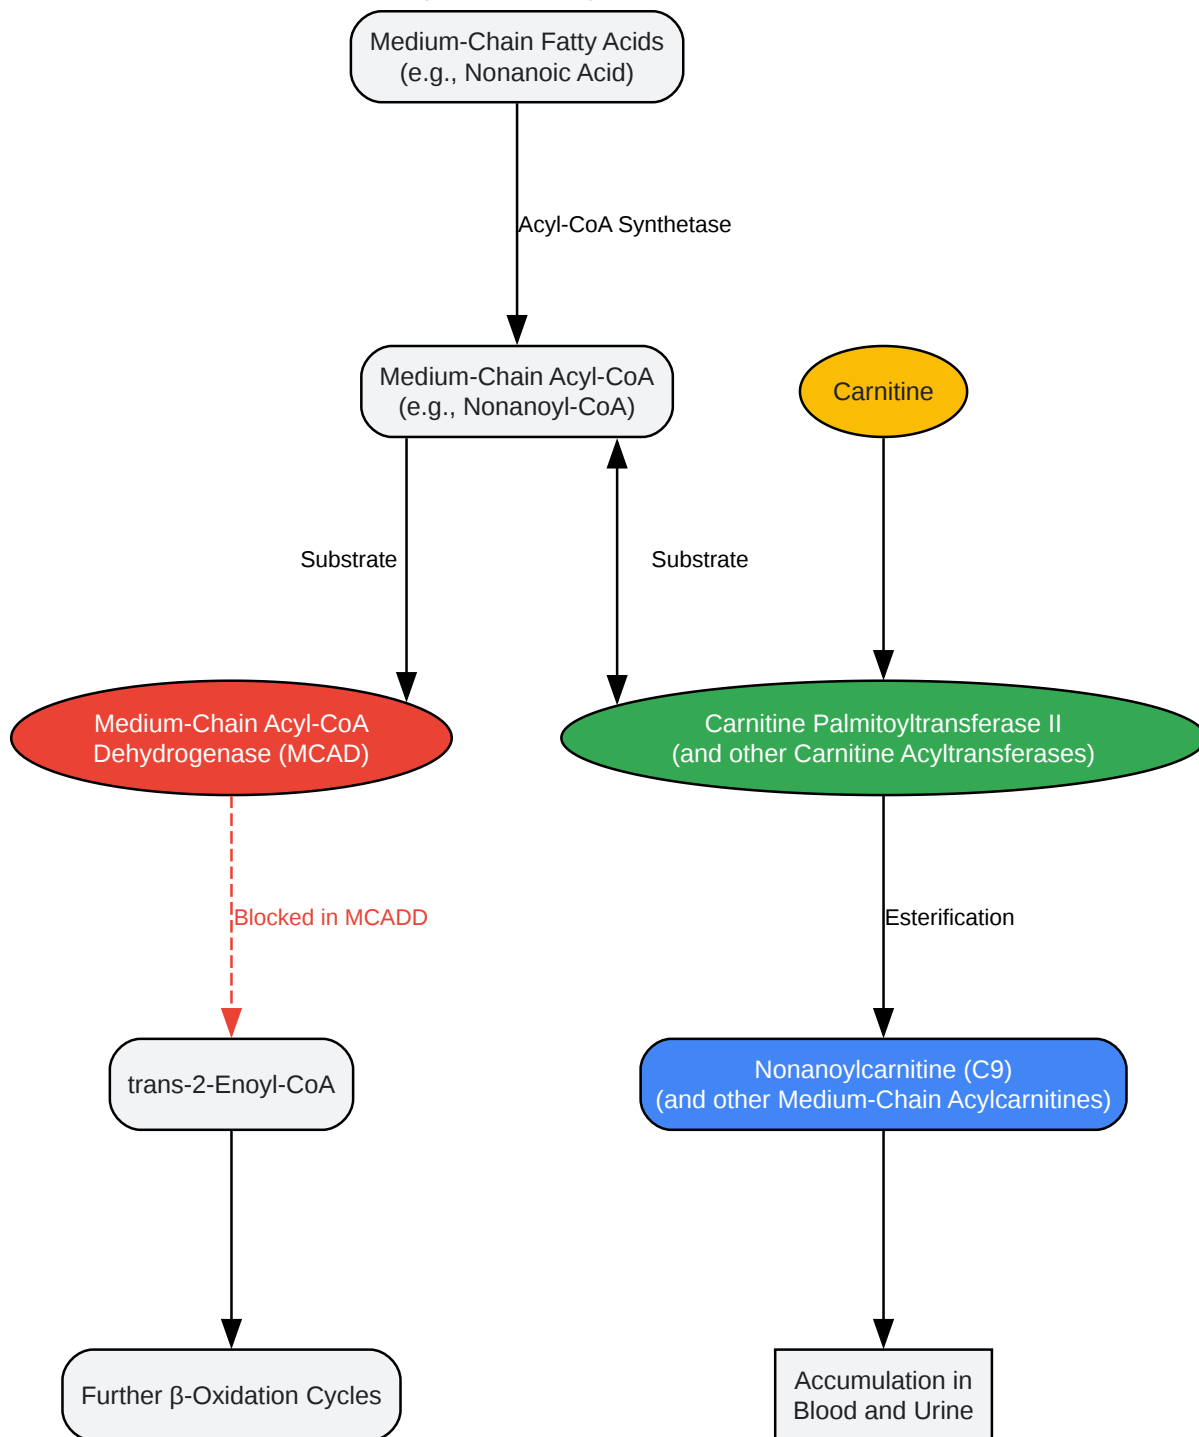 Medium-Chain Fatty Acids
(e.g., Nonanoic Acid)
Acyl-CoA Synthetase
Medium-Chain Acyl-CoA
(e.g., Nonanoyl-CoA)
Carnitine
Substrate
Substrate
Medium-Chain Acyl-CoA
Dehydrogenase (MCAD)
Carnitine Palmitoyltransferase II
(and other Carnitine Acyltransferases)
Blocked in MCADD
Esterification
trans-2-Enoyl-CoA
Nonanoylcarnitine (C9)
(and other Medium-Chain Acylcarnitines)
Further β-Oxidation Cycles
Accumulation in
Blood and Urine